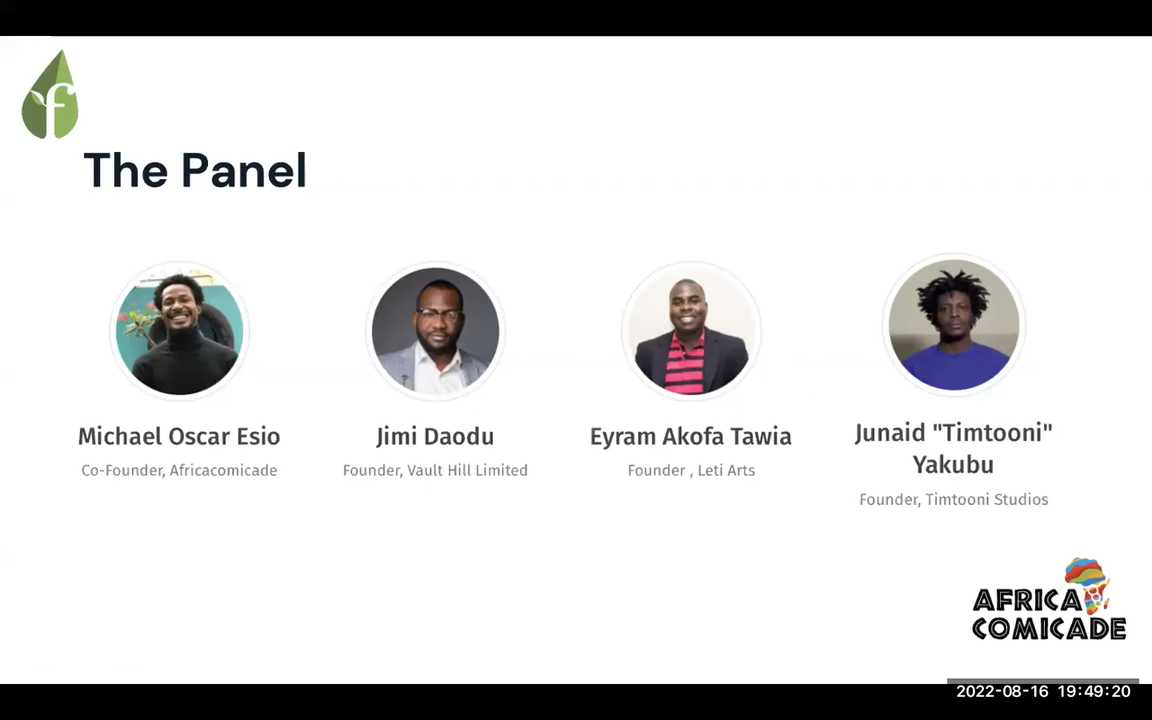 f
The Panel
Michael Oscar Esio
Co-Founder, Africacomicade
Jimi Daodu
Founder, Vault Hill Limited
Eyram Akofa Tawia
Founder , Leti Arts
Junaid "Timtooni"
Yakubu
Founder, Timtooni Studios
AFRICA
COMICADE
2022-08-16 19:49:20